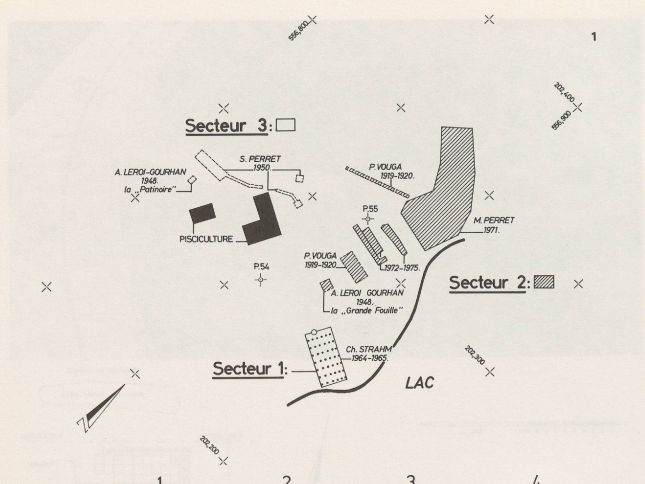 556,800
1
202,400
556,900
Secteur 3:
S. PERRET
1950.
P. VOUGA
1919-1920.
A. LEROI-GOURHAN
1948.
la „Patinoire"
P.55
M. PERRET
1971.
PISCICULTURE
P. VOUGA
1919-1920
1972-1975.
P.54
A. LEROI GOURHAN
1948.
la „Grande Fouille"
Secteur 2:
Ch. STRAHM
1964-1965.
Secteur 1:
202,300
LAC
N
202,200
1 2 3 4